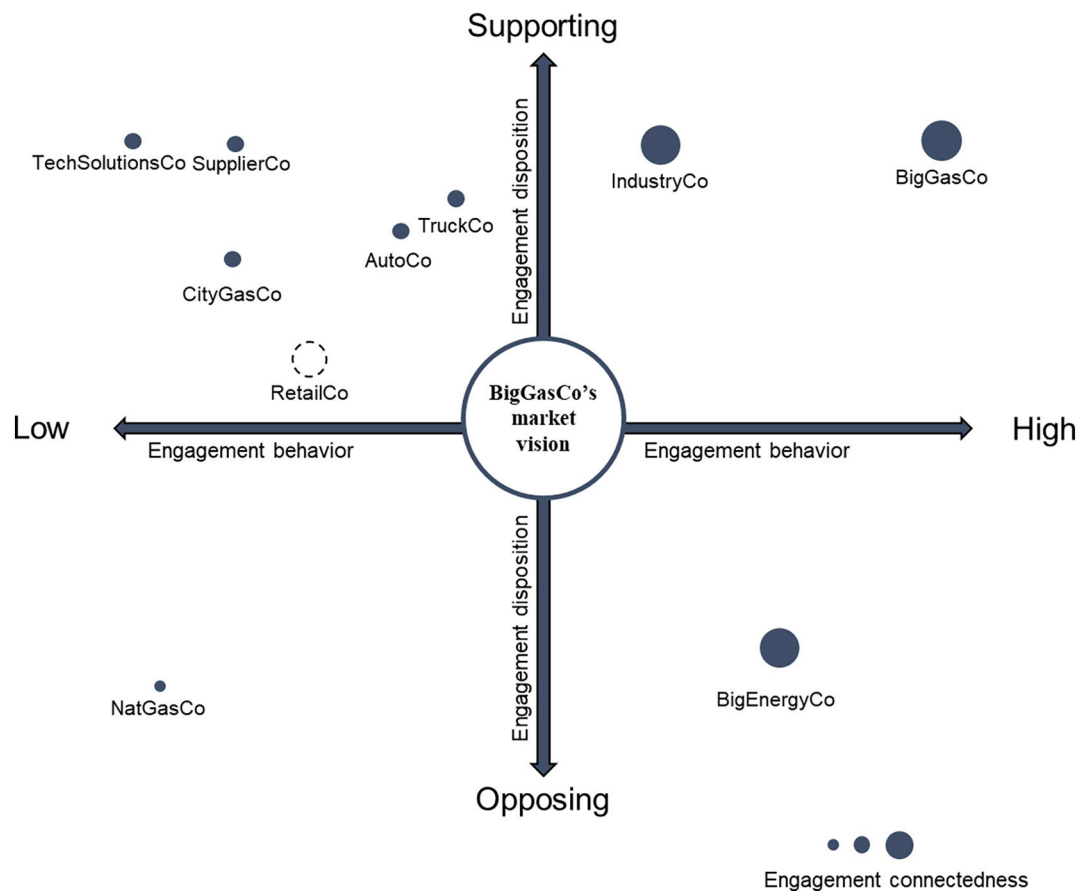 Supporting
Engagement disposition
TechSolutionsCo
SupplierCo
IndustryCo
BigGasCo
TruckCo
AutoCo
CityGasCo
RetailCo
BigGasCo's
market
vision
Low
High
Engagement behavior
Engagement behavior
Engagement disposition
NatGasCo
BigEnergyCo
Opposing
Engagement connectedness